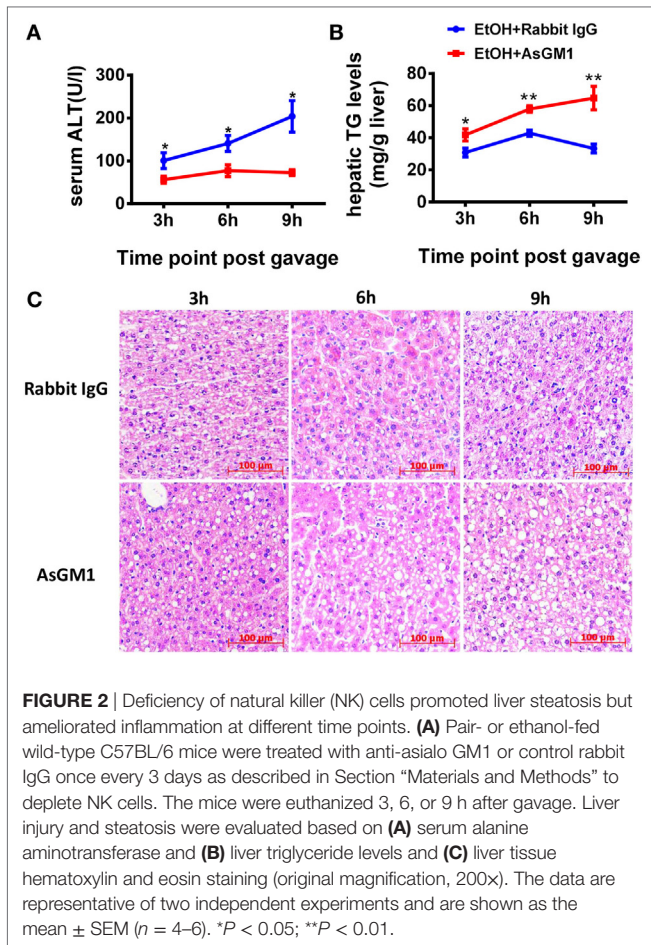 A
B
EtOH+Rabbit IgG
EtOH+AsGM1
serum ALT(U/l)
300
200
100
0
*
*
*
3h
6h
9h
Time point post gavage
hepatic TG levels
(mg/g liver)
80
60
40
20
0
*
**
**
3h
6h
9h
Time point post gavage
C
3h
6h
9h
Rabbit IgG
100 µm
100 µm
100 µm
AsGM1
100 µm
100 µm
100 µm
FIGURE 2 | Deficiency of natural killer (NK) cells promoted liver steatosis but
ameliorated inflammation at different time points. (A) Pair- or ethanol-fed
wild-type C57BL/6 mice were treated with anti-asialo GM1 or control rabbit
IgG once every 3 days as described in Section “Materials and Methods” to
deplete NK cells. The mice were euthanized 3, 6, or 9 h after gavage. Liver
injury and steatosis were evaluated based on (A) serum alanine
aminotransferase and (B) liver triglyceride levels and (C) liver tissue
hematoxylin and eosin staining (original magnification, 200×). The data are
representative of two independent experiments and are shown as the
mean ± SEM (n = 4–6). *P < 0.05; **P < 0.01.